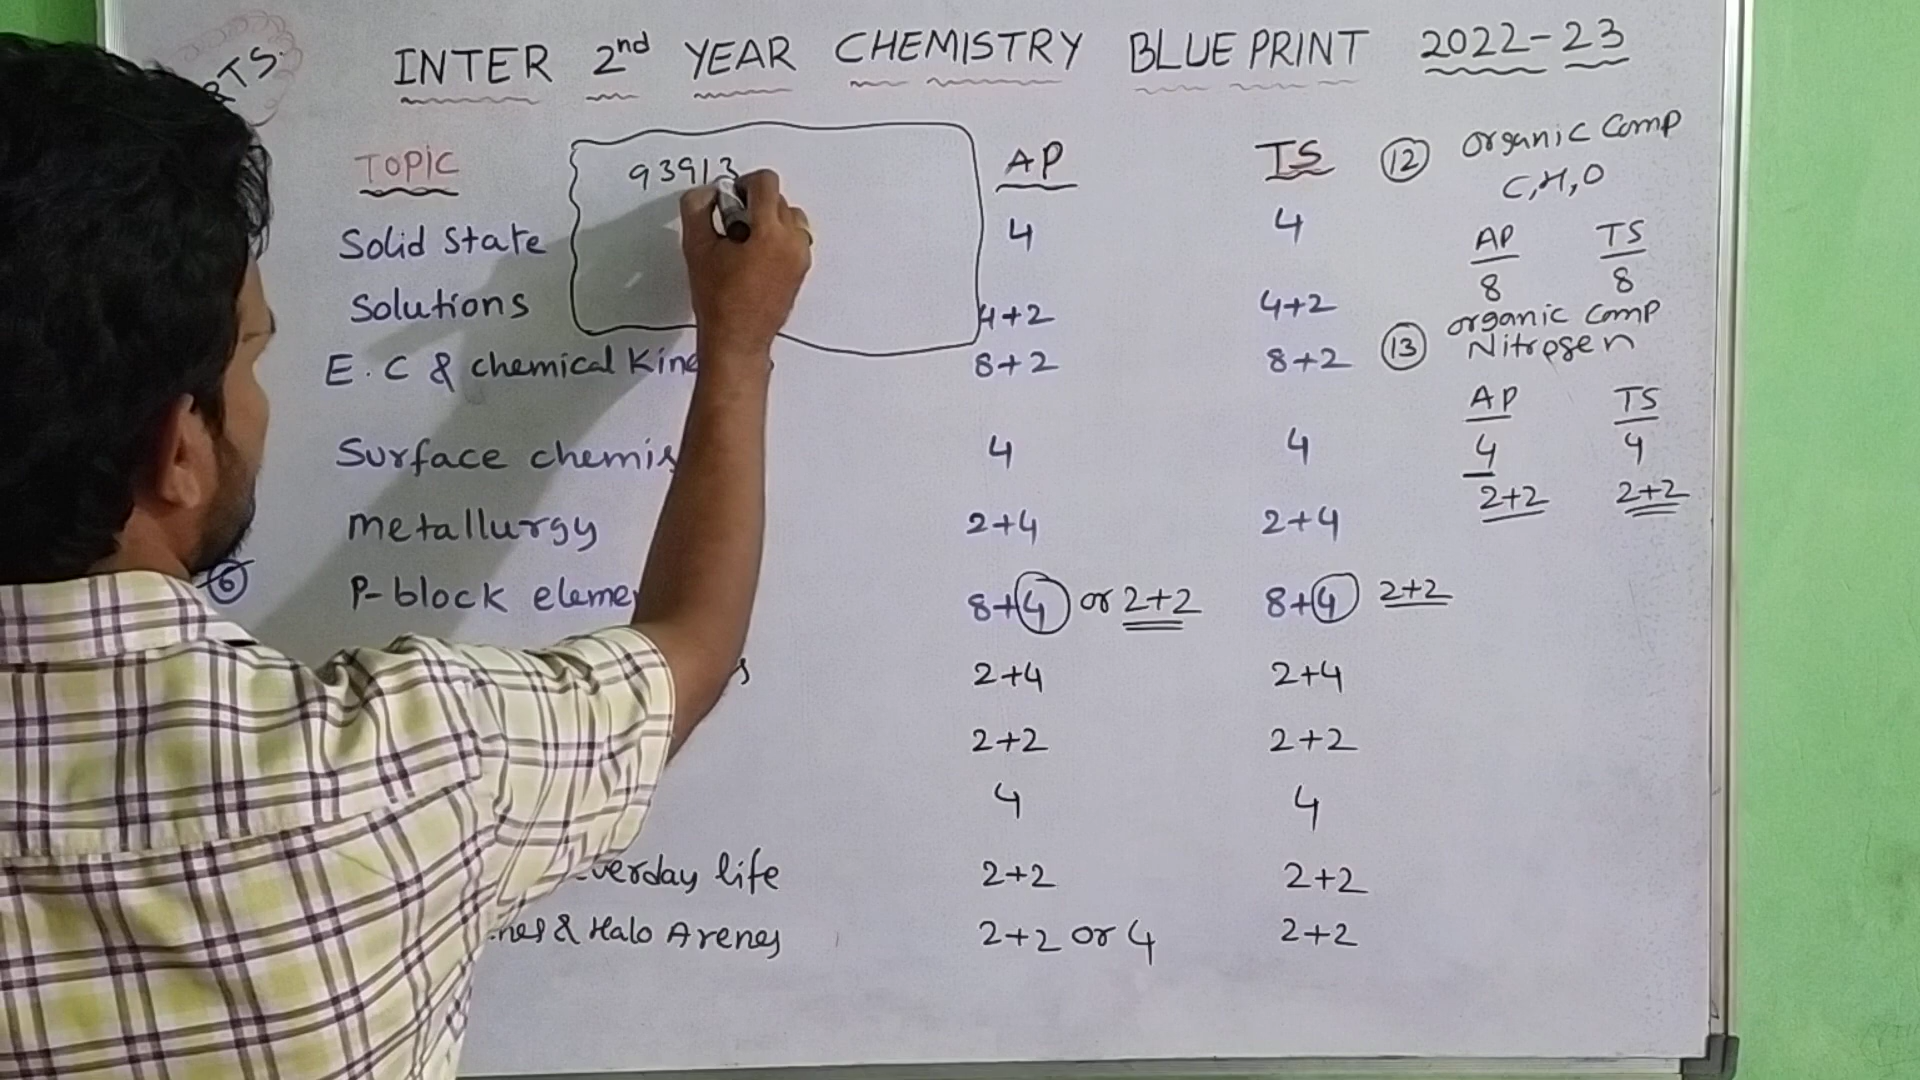 INTER 2nd YEAR CHEMISTRY BLUE PRINT 2022-23
TOPIC AP TS
93913
Solid State 4 4
Solutions 4+2 4+2
E.C & chemical Kine 8+2 8+2
Surface chemis 4 4
metallurgy 2+4 2+4
6 P-block eleme 8+4 or 2+2 8+4 2+2
s 2+4 2+4
2+2 2+2
4 4
verday life 2+2 2+2
nes & Halo Arenes 2+2 or 4 2+2
12 organic Comp
C,H,O
AP TS
8 8
13 organic Comp
Nitrogen
AP TS
4 4
2+2 2+2